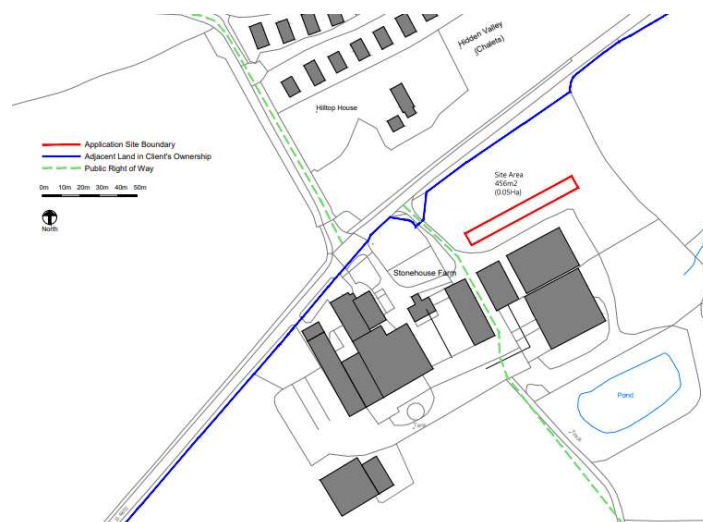 Hidden Valley
(Chalets)
Hilltop House
Application Site Boundary
Adjacent Land in Client's Ownership
Public Right of Way
0m 10m 20m 30m 40m 50m
North
Site Area
456m2
(0.05Ha)
Stonehouse Farm
Pond
Track